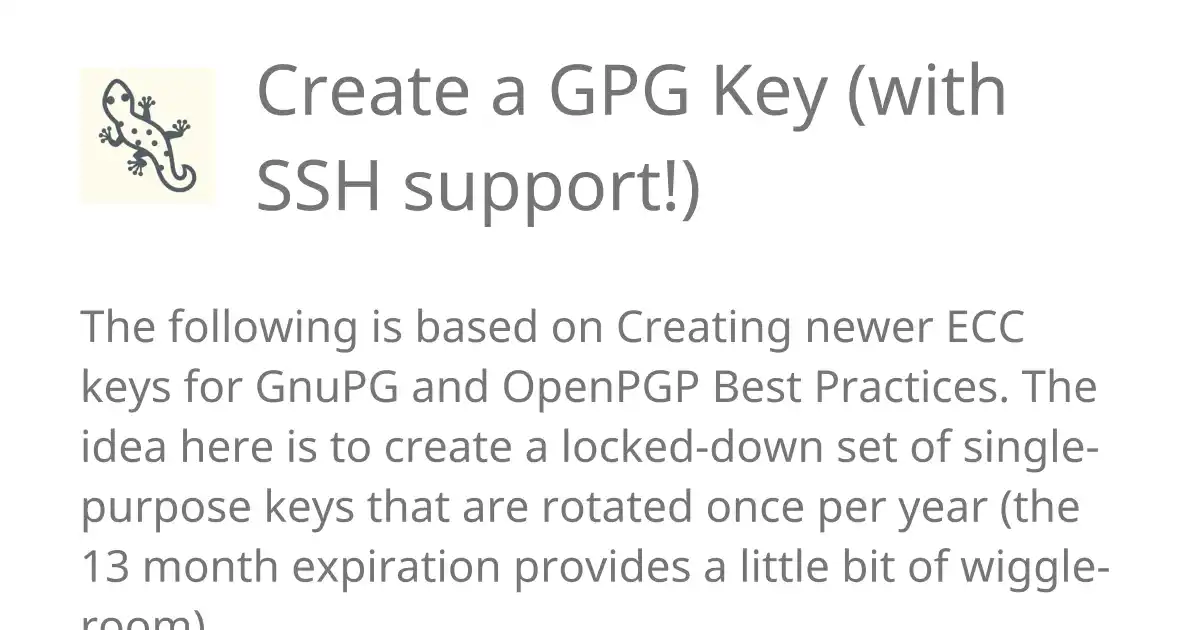 Create a GPG Key (with
SSH support!)
The following is based on Creating newer ECC
keys for GnuPG and OpenPGP Best Practices. The
idea here is to create a locked-down set of single-
purpose keys that are rotated once per year (the
13 month expiration provides a little bit of wiggle-
room)